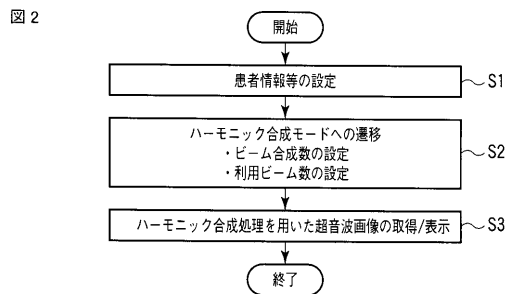 図2
開始
患者情報等の設定
S1
ハーモニック合成モードへの遷移
・ビーム合成数の設定
・利用ビーム数の設定
S2
ハーモニック合成処理を用いた超音波画像の取得/表示
S3
終了